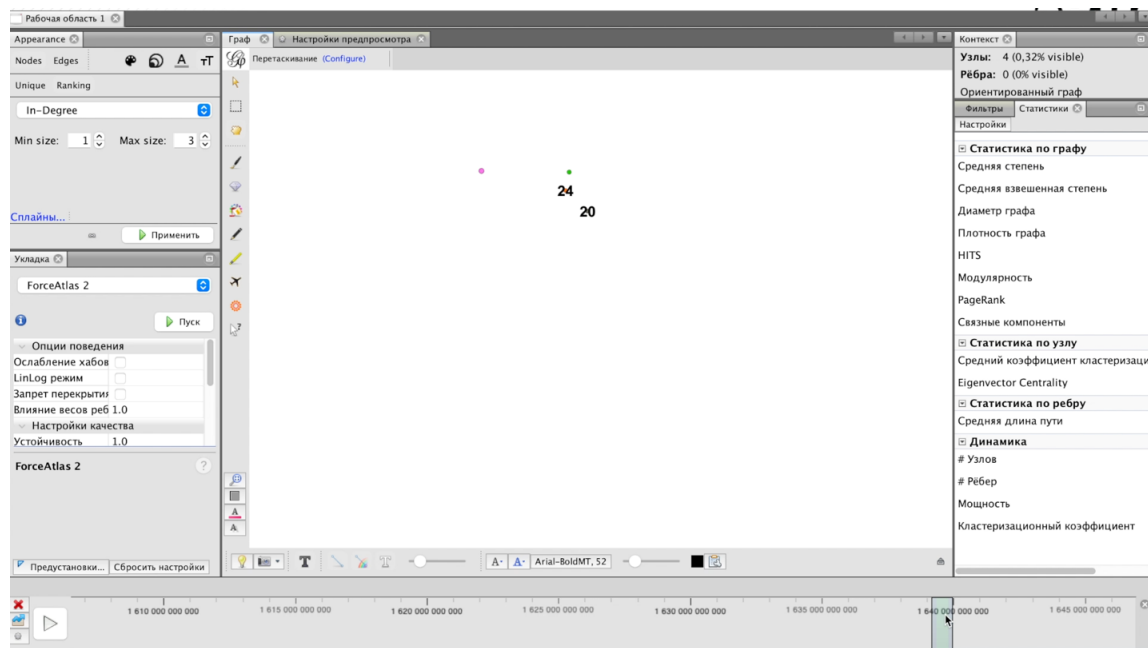 Рабочая область 1
Appearance
Nodes Edges A тT
Unique Ranking
In-Degree
Min size: 1 Max size: 3
Сплайны...
Применить
Укладка
ForceAtlas 2
Пуск
Опции поведения
Ослабление хабов
LinLog режим
Запрет перекрытия
Влияние весов реб 1.0
Настройки качества
Устойчивость 1.0
ForceAtlas 2
?
Предустановки... Сбросить настройки
Граф Настройки предпросмотра
Перетаскивание (Configure)
24
20
A
A
T T A- A+ Arial-BoldMT, 52
Контекст
Узлы: 4 (0,32% visible)
Рёбра: 0 (0% visible)
Ориентированный граф
Фильтры Статистики
Настройки
Статистика по графу
Средняя степень
Средняя взвешенная степень
Диаметр графа
Плотность графа
HITS
Модулярность
PageRank
Связные компоненты
Статистика по узлу
Средний коэффициент кластеризаци
Eigenvector Centrality
Статистика по ребру
Средняя длина пути
Динамика
# Узлов
# Рёбер
Мощность
Кластеризационный коэффициент
1 610 000 000 000 1 615 000 000 000 1 620 000 000 000 1 625 000 000 000 1 630 000 000 000 1 635 000 000 000 1 640 000 000 000 1 645 000 000 000